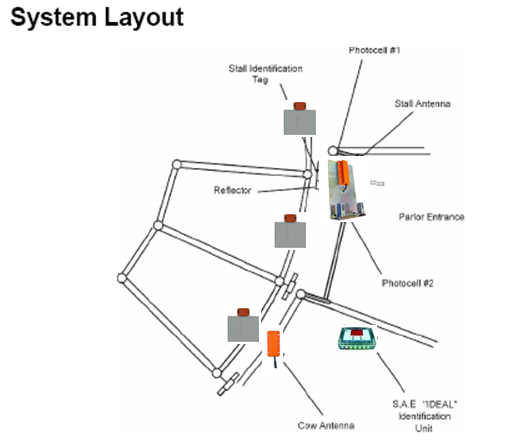 System Layout
Photocell #1
Stall Identification
Tag
Stall Antenna
Reflector
Parlor Entrance
Photocell #2
S.A.E "IDEAL"
Identification
Unit
Cow Antenna